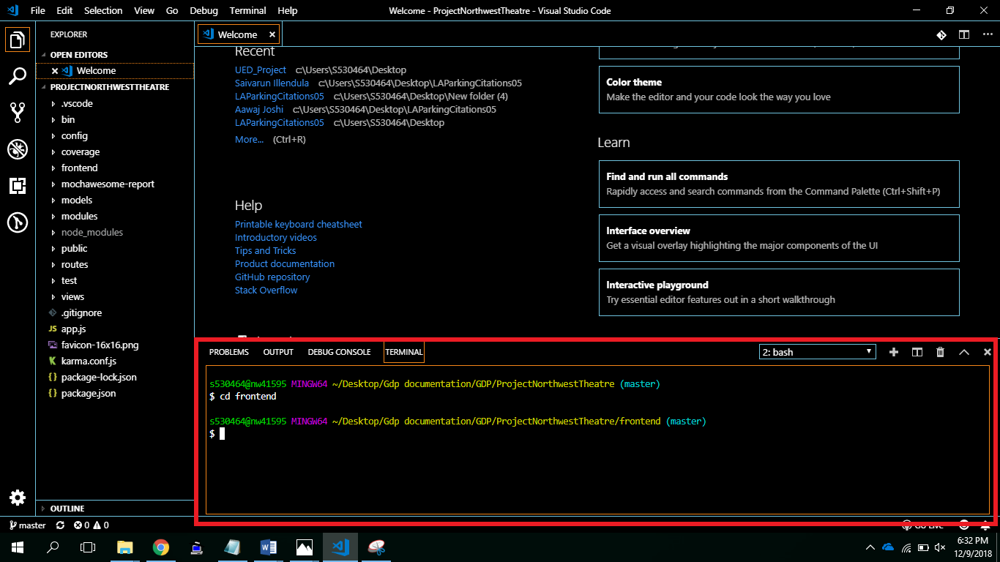 File Edit Selection View Go Debug Terminal Help Welcome - ProjectNorthwestTheatre - Visual Studio Code
EXPLORER
OPEN EDITORS
Welcome
PROJECTNORTHWESTTHEATRE
.vscode
bin
config
coverage
frontend
mochawesome-report
models
modules
node_modules
public
routes
test
views
.gitignore
JS app.js
favicon-16x16.png
K karma.conf.js
{} package-lock.json
{} package.json
OUTLINE
Welcome
Recent
UED_Project c:\Users\S530464\Desktop
Saivarun Illendula c:\Users\S530464\Desktop\LAParkingCitations05
LAParkingCitations05 c:\Users\S530464\Desktop\New folder (4)
Aawaj Joshi c:\Users\S530464\Desktop\LAParkingCitations05
LAParkingCitations05 c:\Users\S530464\Desktop
More... (Ctrl+R)
Help
Printable keyboard cheatsheet
Introductory videos
Tips and Tricks
Product documentation
GitHub repository
Stack Overflow
Color theme
Make the editor and your code look the way you love
Learn
Find and run all commands
Rapidly access and search commands from the Command Palette (Ctrl+Shift+P)
Interface overview
Get a visual overlay highlighting the major components of the UI
Interactive playground
Try essential editor features out in a short walkthrough
PROBLEMS OUTPUT DEBUG CONSOLE TERMINAL 2: bash
s530464@nw41595 MINGW64 ~/Desktop/Gdp documentation/GDP/ProjectNorthwestTheatre (master)
$ cd frontend
s530464@nw41595 MINGW64 ~/Desktop/Gdp documentation/GDP/ProjectNorthwestTheatre/frontend (master)
$
master 0 0 Go Live
6:32 PM
12/9/2018